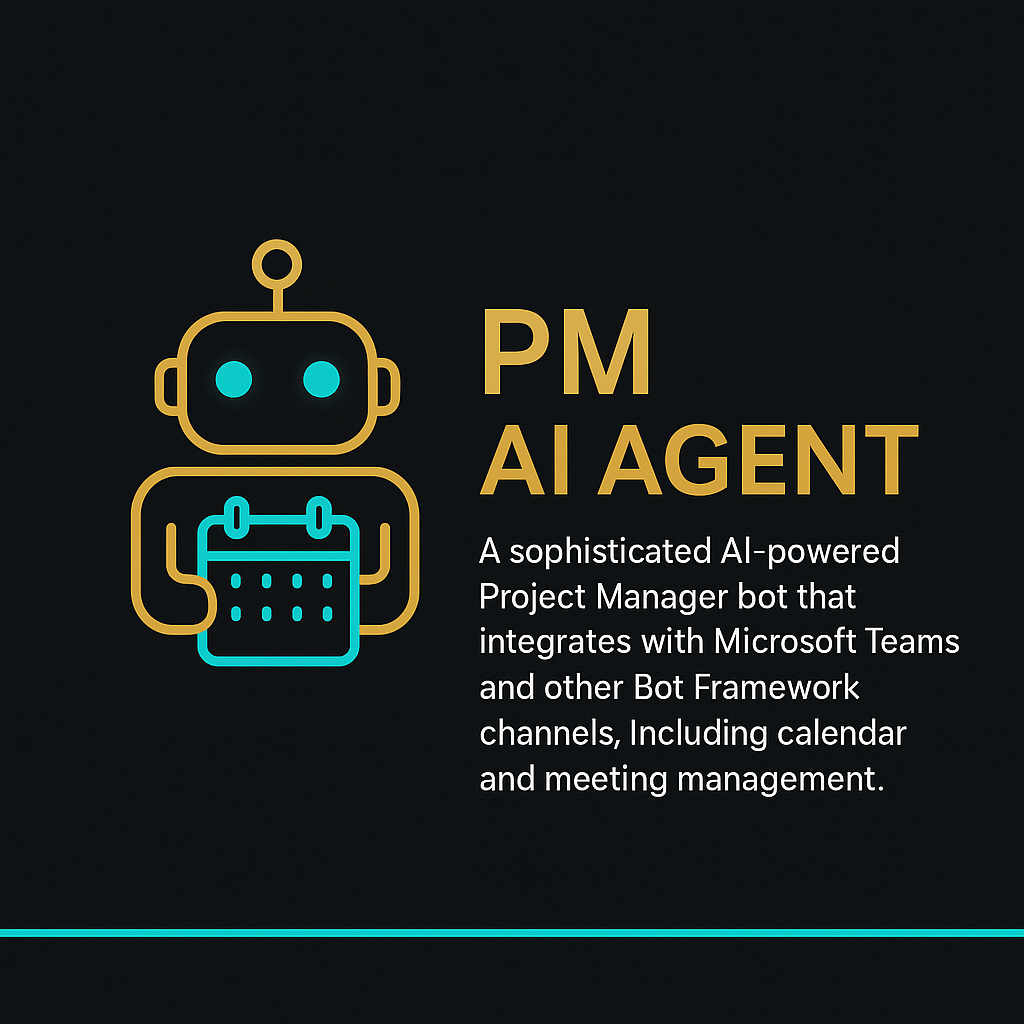 PM
AI AGENT
A sophisticated AI-powered
Project Manager bot that
integrates with Microsoft Teams
and other Bot Framework
channels, Including calendar
and meeting management.